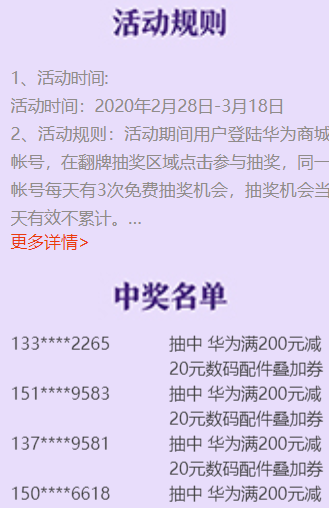 活动规则
1、活动时间:
活动时间：2020年2月28日-3月18日
2、活动规则：活动期间用户登陆华为商城
帐号，在翻牌抽奖区域点击参与抽奖，同一
帐号每天有3次免费抽奖机会，抽奖机会当
天有效不累计。...
更多详情>
中奖名单
133****2265 抽中 华为满200元减
20元数码配件叠加券
151****9583 抽中 华为满200元减
20元数码配件叠加券
137****9581 抽中 华为满200元减
20元数码配件叠加券
150****6618 抽中 华为满200元减